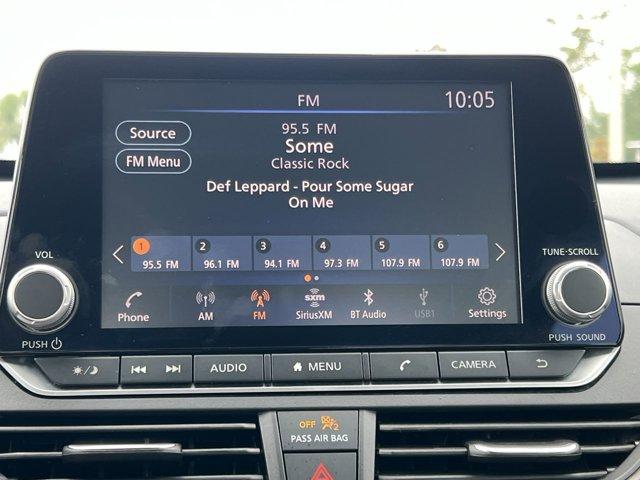 FM
10:05
Source
FM Menu
95.5 FM
Some
Classic Rock
Def Leppard - Pour Some Sugar
On Me
1
95.5 FM
2
96.1 FM
3
94.1 FM
4
97.3 FM
5
107.9 FM
6
107.9 FM
Phone
AM
FM
sxm
SiriusXM
BT Audio
USB1
Settings
VOL
PUSH
TUNE·SCROLL
PUSH SOUND
AUDIO
MENU
CAMERA
OFF 2
PASS AIR BAG